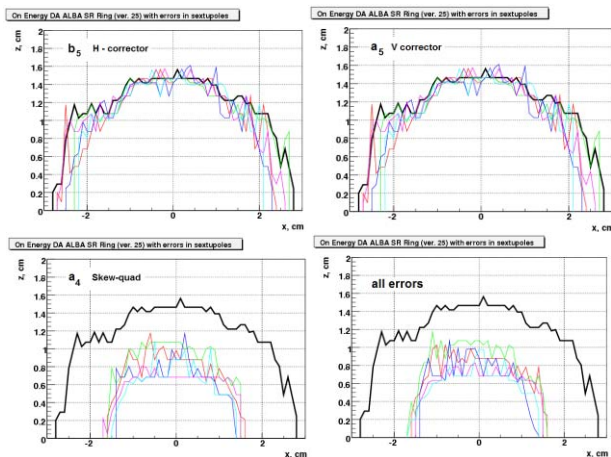 On Energy DA ALBA SR Ring (ver. 25) with errors in sextupoles
z, cm
b5 H - corrector
2
1.8
1.6
1.4
1.2
1
0.8
0.6
0.4
0.2
0
-2 0 2
x, cm
On Energy DA ALBA SR Ring (ver. 25) with errors in sextupoles
z, cm
a5 V corrector
2
1.8
1.6
1.4
1.2
1
0.8
0.6
0.4
0.2
0
-2 0 2
x, cm
On Energy DA ALBA SR Ring (ver. 25) with errors in sextupoles
z, cm
a4 Skew-quad
2
1.8
1.6
1.4
1.2
1
0.8
0.6
0.4
0.2
0
-2 0 2
x, cm
On Energy DA ALBA SR Ring (ver. 25) with errors in sextupoles
z, cm
all errors
2
1.8
1.6
1.4
1.2
1
0.8
0.6
0.4
0.2
0
-2 0 2
x, cm